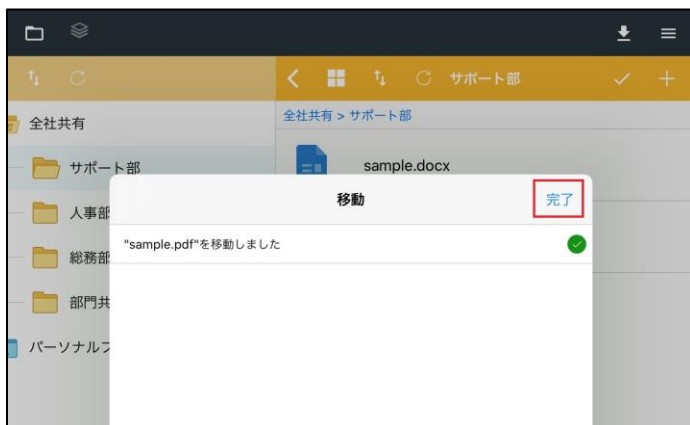 サポート部
全社共有
全社共有 > サポート部
サポート部
sample.docx
移動
完了
"sample.pdf"を移動しました
人事部
総務部
部門共
パーソナルフ